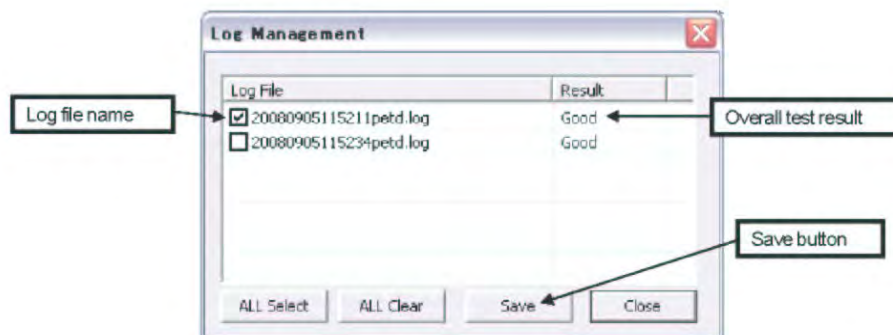 Log Management
Log File Result
Log file name
20080905115211petd.log Good
Overall test result
20080905115234petd.log Good
Save button
ALL Select ALL Clear Save Close